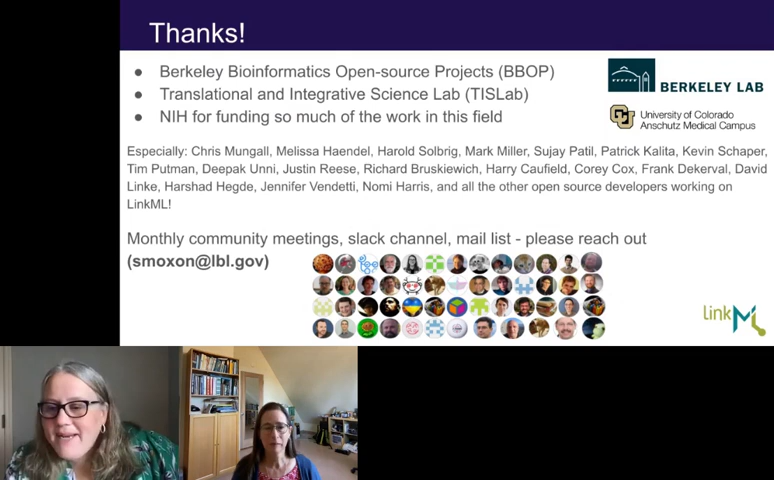 Thanks!
● Berkeley Bioinformatics Open-source Projects (BBOP)
● Translational and Integrative Science Lab (TISLab)
● NIH for funding so much of the work in this field
BERKELEY LAB
University of Colorado
Anschutz Medical Campus
Especially: Chris Mungall, Melissa Haendel, Harold Solbrig, Mark Miller, Sujay Patil, Patrick Kalita, Kevin Schaper,
Tim Putman, Deepak Unni, Justin Reese, Richard Bruskiewich, Harry Caufield, Corey Cox, Frank Dekerval, David
Linke, Harshad Hegde, Jennifer Vendetti, Nomi Harris, and all the other open source developers working on
LinkML!
Monthly community meetings, slack channel, mail list - please reach out
(smoxon@lbl.gov)
linkML